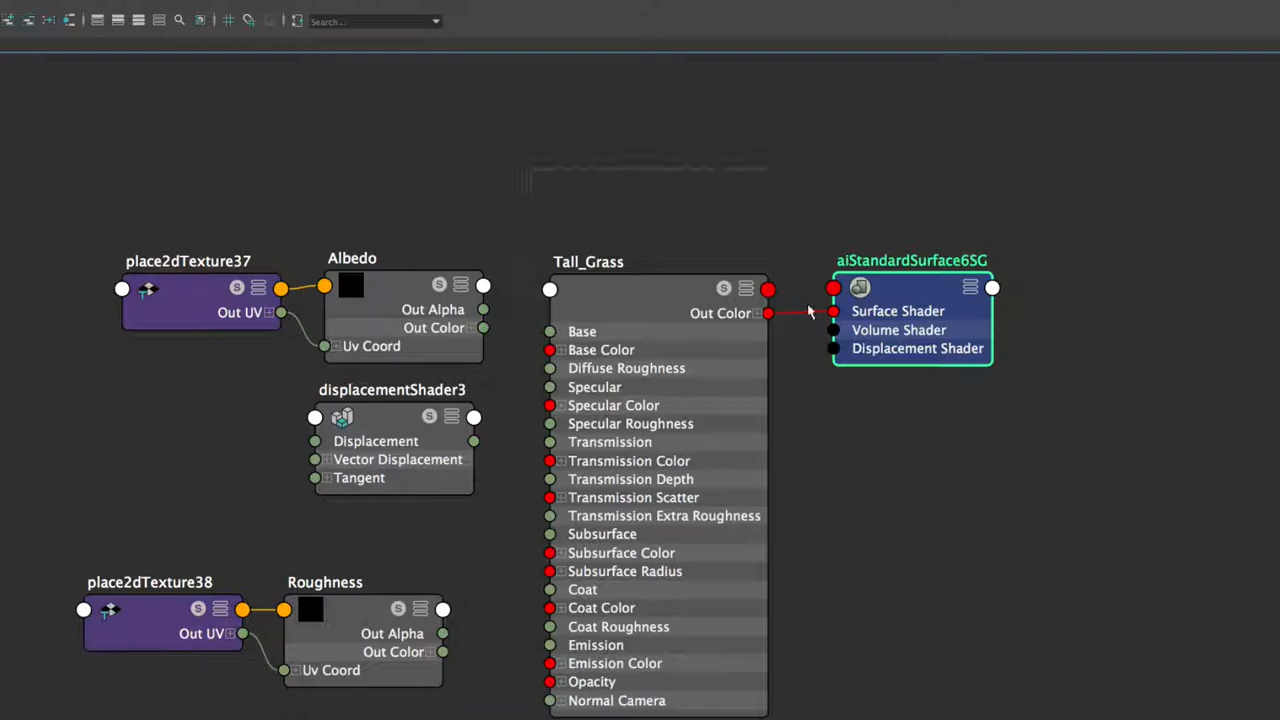 Search...
place2dTexture37
Out UV
Albedo
Out Alpha
Out Color
Uv Coord
displacementShader3
Displacement
Vector Displacement
Tangent
place2dTexture38
Out UV
Roughness
Out Alpha
Out Color
Uv Coord
Tall_Grass
Out Color
Base
Base Color
Diffuse Roughness
Specular
Specular Color
Specular Roughness
Transmission
Transmission Color
Transmission Depth
Transmission Scatter
Transmission Extra Roughness
Subsurface
Subsurface Color
Subsurface Radius
Coat
Coat Color
Coat Roughness
Emission
Emission Color
Opacity
Normal Camera
aiStandardSurface6SG
Surface Shader
Volume Shader
Displacement Shader